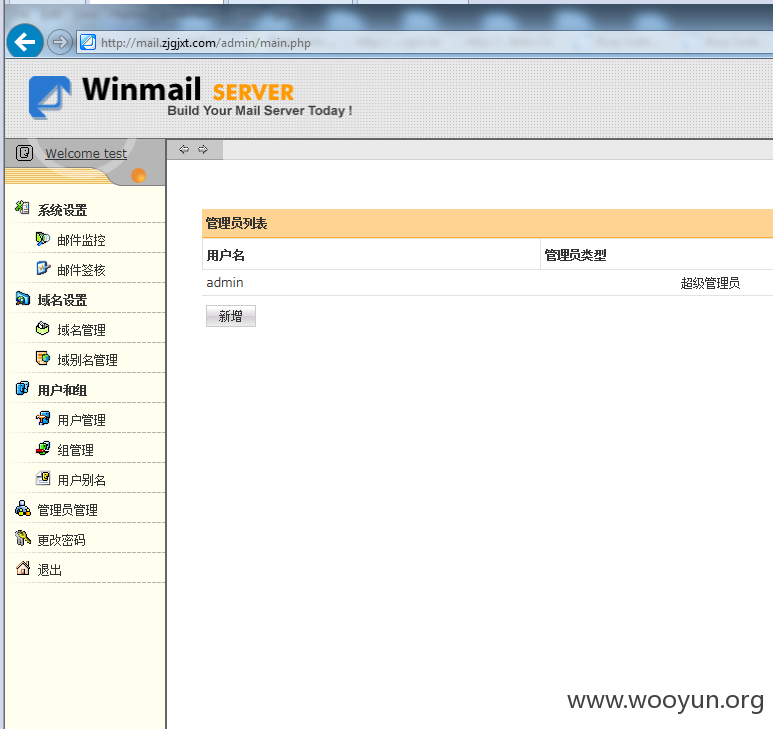 http://mail.zjgjxt.com/admin/main.php
Winmail SERVER
Build Your Mail Server Today !
Welcome test
系统设置
邮件监控
邮件签核
域名设置
域名管理
域别名管理
用户和组
用户管理
组管理
用户别名
管理员管理
更改密码
退出
管理员列表
用户名 管理员类型
admin 超级管理员
新增
www.wooyun.org